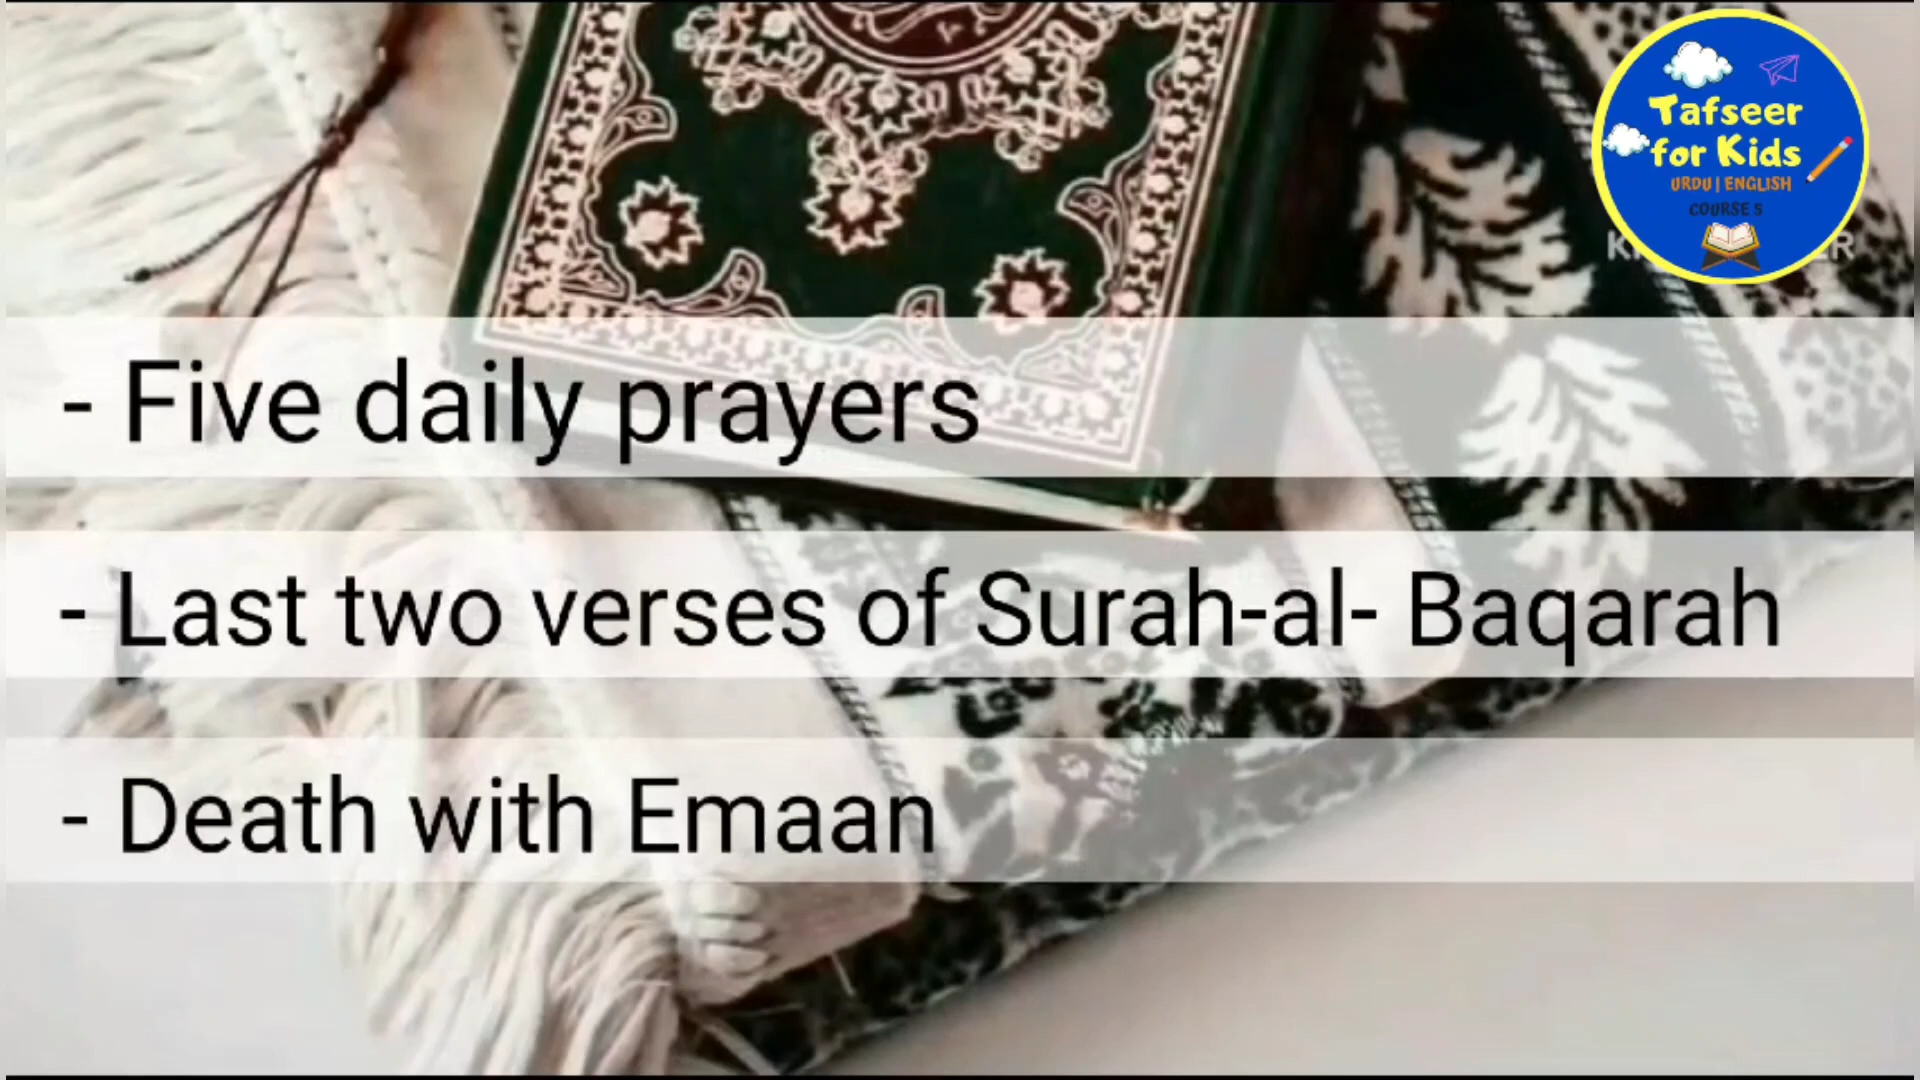 Tafseer
for Kids
URDU | ENGLISH
COURSE 5
- Five daily prayers
- Last two verses of Surah-al- Baqarah
- Death with Emaan